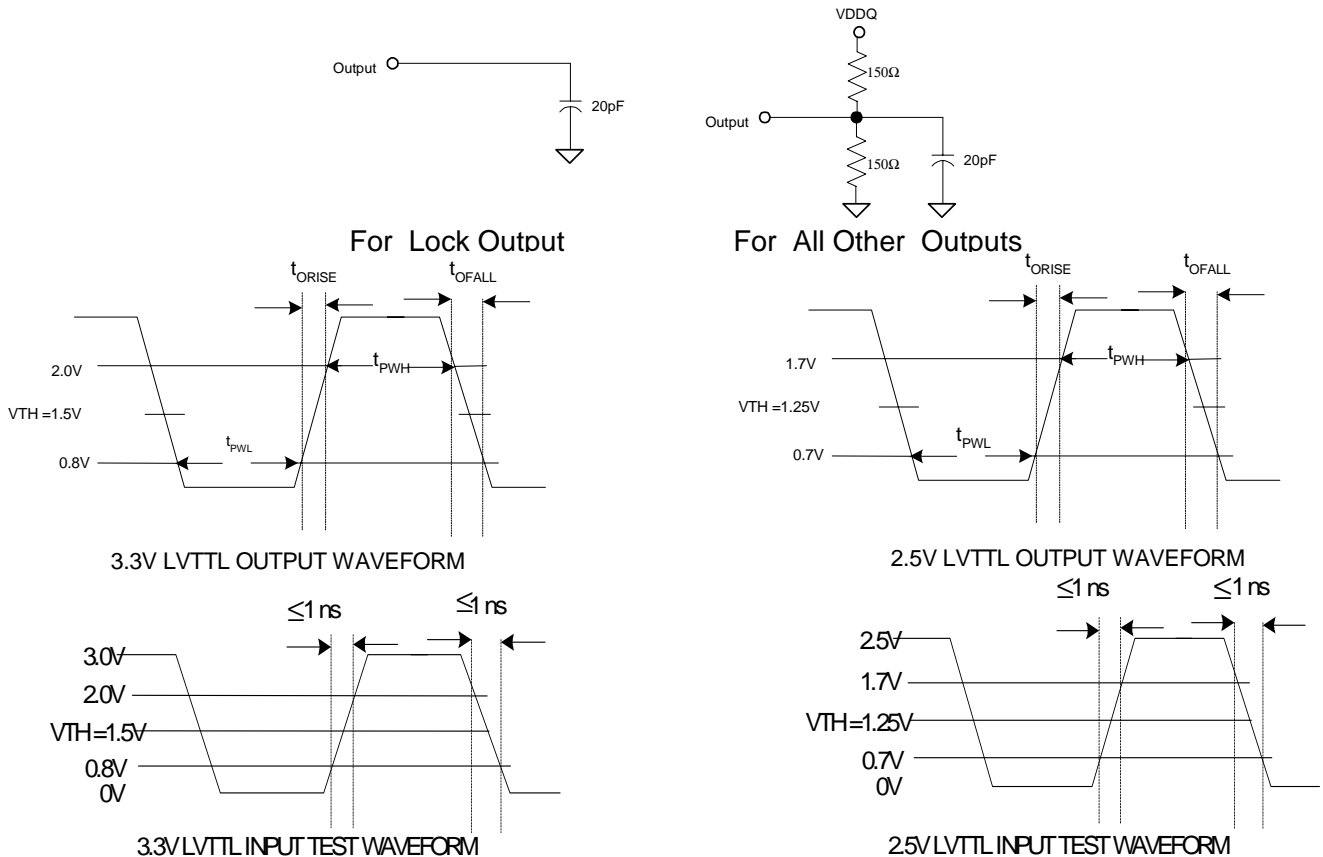 Output
20pF
VDDQ
150Ω
Output
150Ω
20pF
For Lock Output
For All Other Outputs
tORISE
tOFALL
2.0V
tPWH
VTH =1.5V
tPWL
0.8V
3.3V LVTTL OUTPUT WAVEFORM
tORISE
tOFALL
1.7V
tPWH
VTH =1.25V
tPWL
0.7V
2.5V LVTTL OUTPUT WAVEFORM
≤1 ns
≤1 ns
3.0V
2.0V
VTH =1.5V
0.8V
0V
3.3V LVTTL INPUT TEST WAVEFORM
≤1 ns
≤1 ns
2.5V
1.7V
VTH =1.25V
0.7V
0V
2.5V LVTTL INPUT TEST WAVEFORM